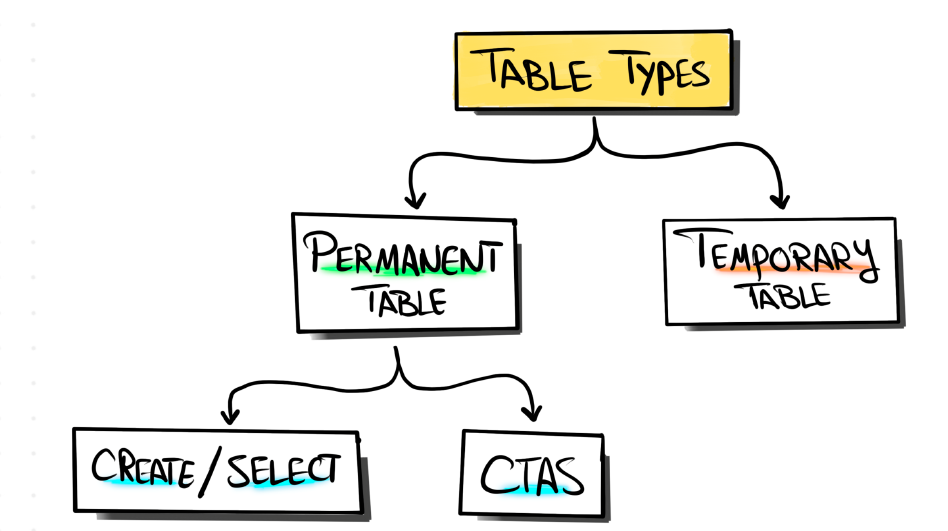 TABLE TYPES
PERMANENT
TABLE
TEMPORARY
TABLE
CREATE/SELECT
CTAS